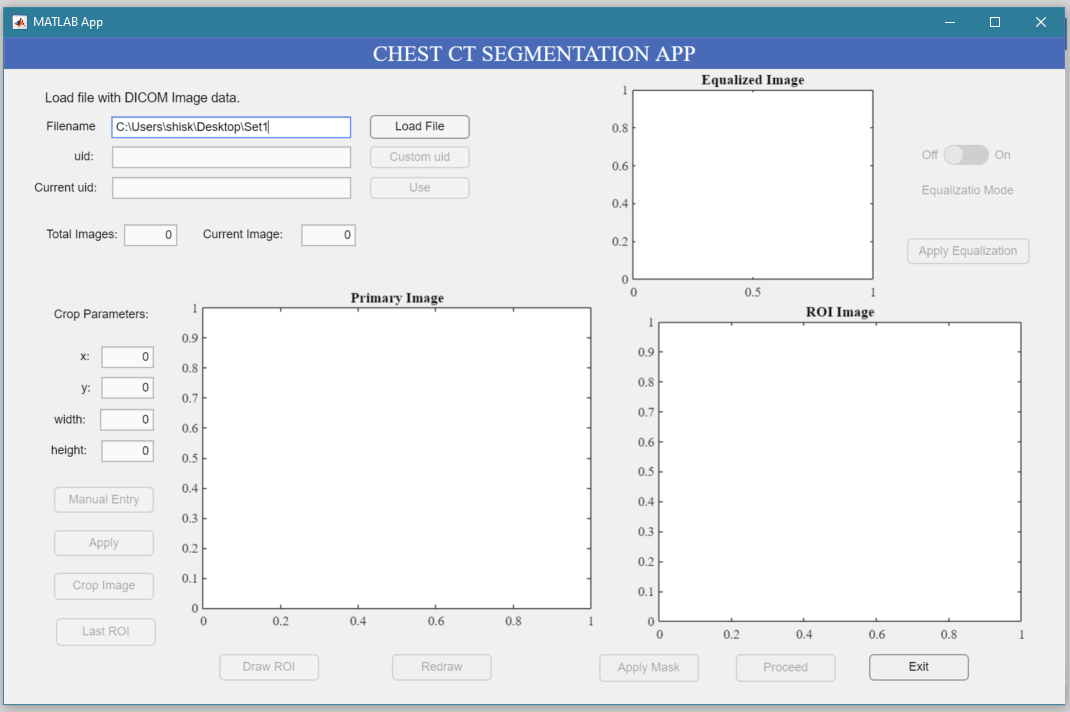 MATLAB App
CHEST CT SEGMENTATION APP
Load file with DICOM Image data.
Filename C:\Users\shisk\Desktop\Set1 Load File
uid: Custom uid
Current uid: Use
Total Images: 0 Current Image: 0
Equalized Image
1
0.8
0.6
0.4
0.2
0
0 0.5 1
Off On
Equalizatio Mode
Apply Equalization
Crop Parameters:
x: 0
y: 0
width: 0
height: 0
Manual Entry
Apply
Crop Image
Last ROI
Primary Image
1
0.9
0.8
0.7
0.6
0.5
0.4
0.3
0.2
0.1
0
0 0.2 0.4 0.6 0.8 1
ROI Image
1
0.9
0.8
0.7
0.6
0.5
0.4
0.3
0.2
0.1
0
0 0.2 0.4 0.6 0.8 1
Draw ROI Redraw Apply Mask Proceed Exit